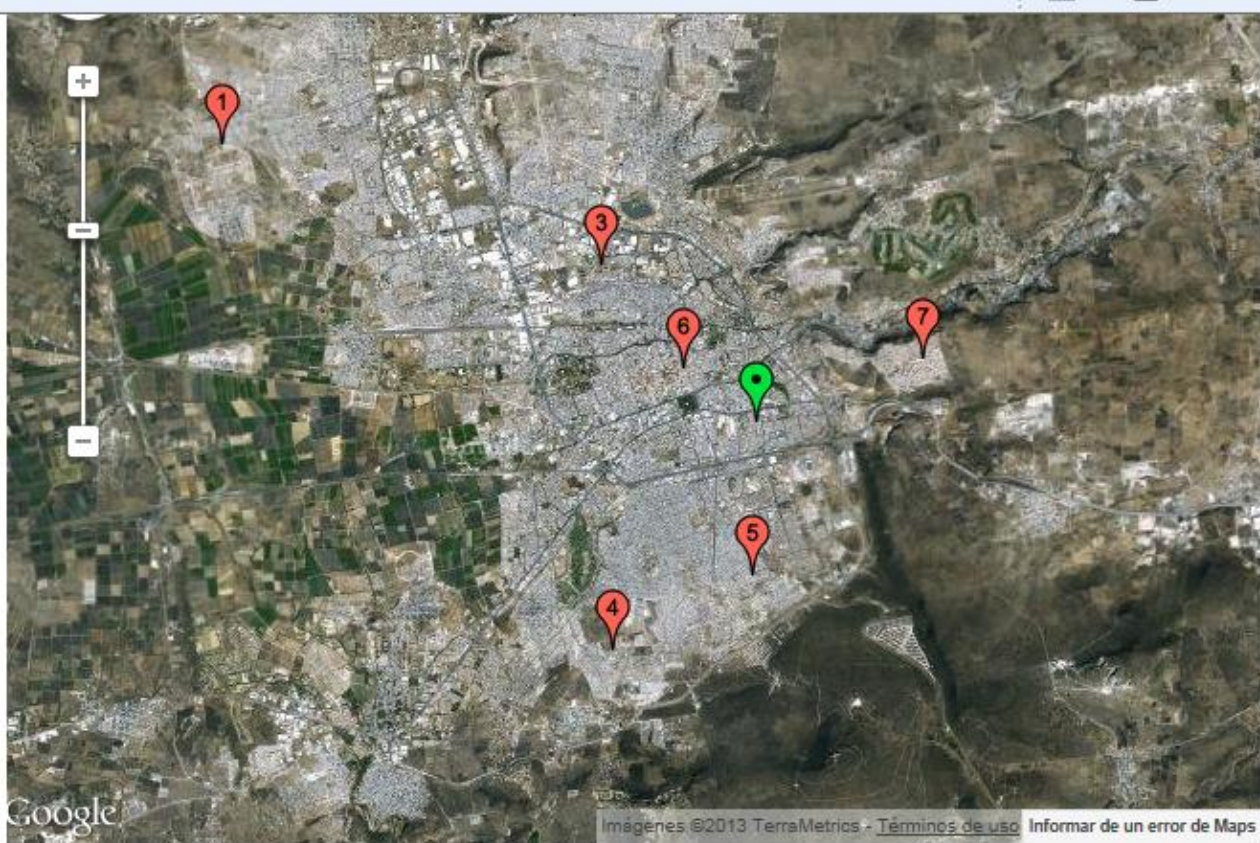 1
3
6
7
5
4
Google
Imágenes ©2013 TerraMetrics - Términos de uso
Informar de un error de Maps